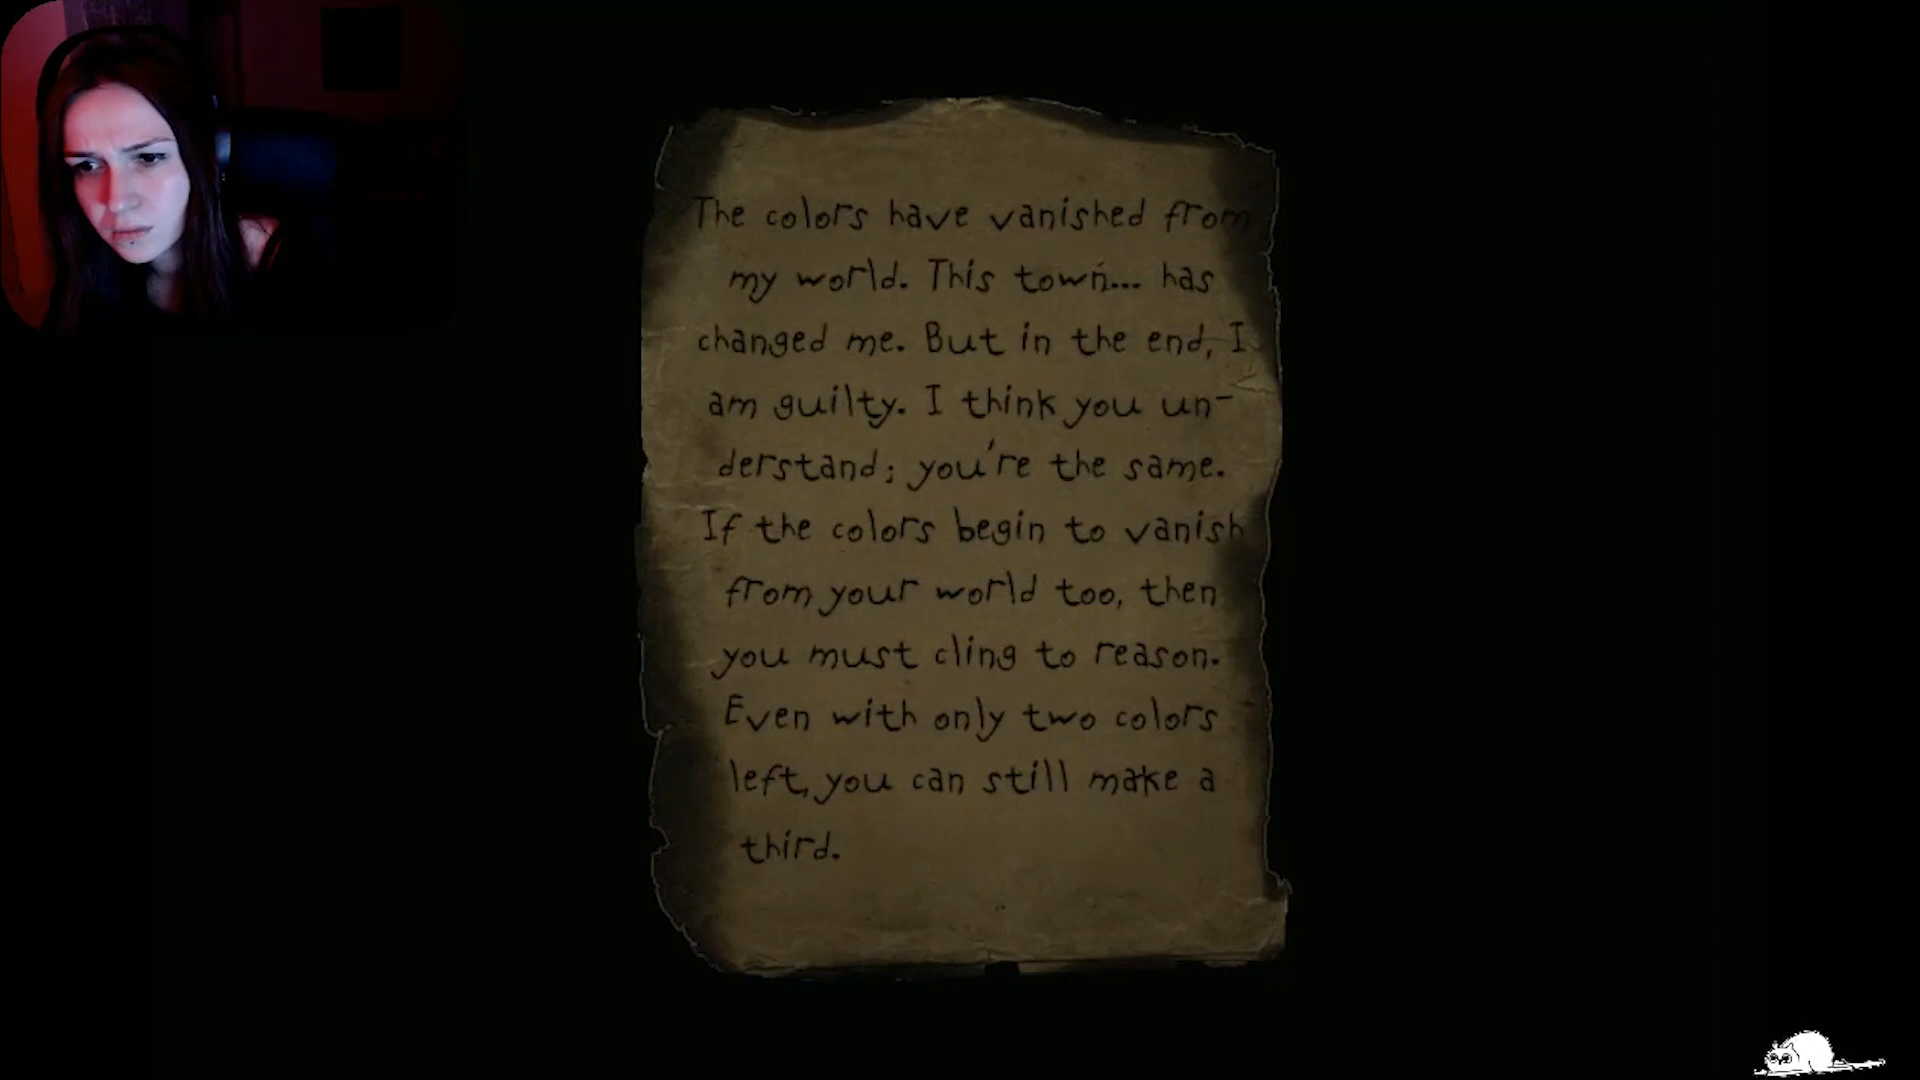 The colors have vanished from
my world. This town... has
changed me. But in the end, I
am guilty. I think you un-
derstand; you're the same.
If the colors begin to vanish
from your world too, then
you must cling to reason.
Even with only two colors
left, you can still make a
third.